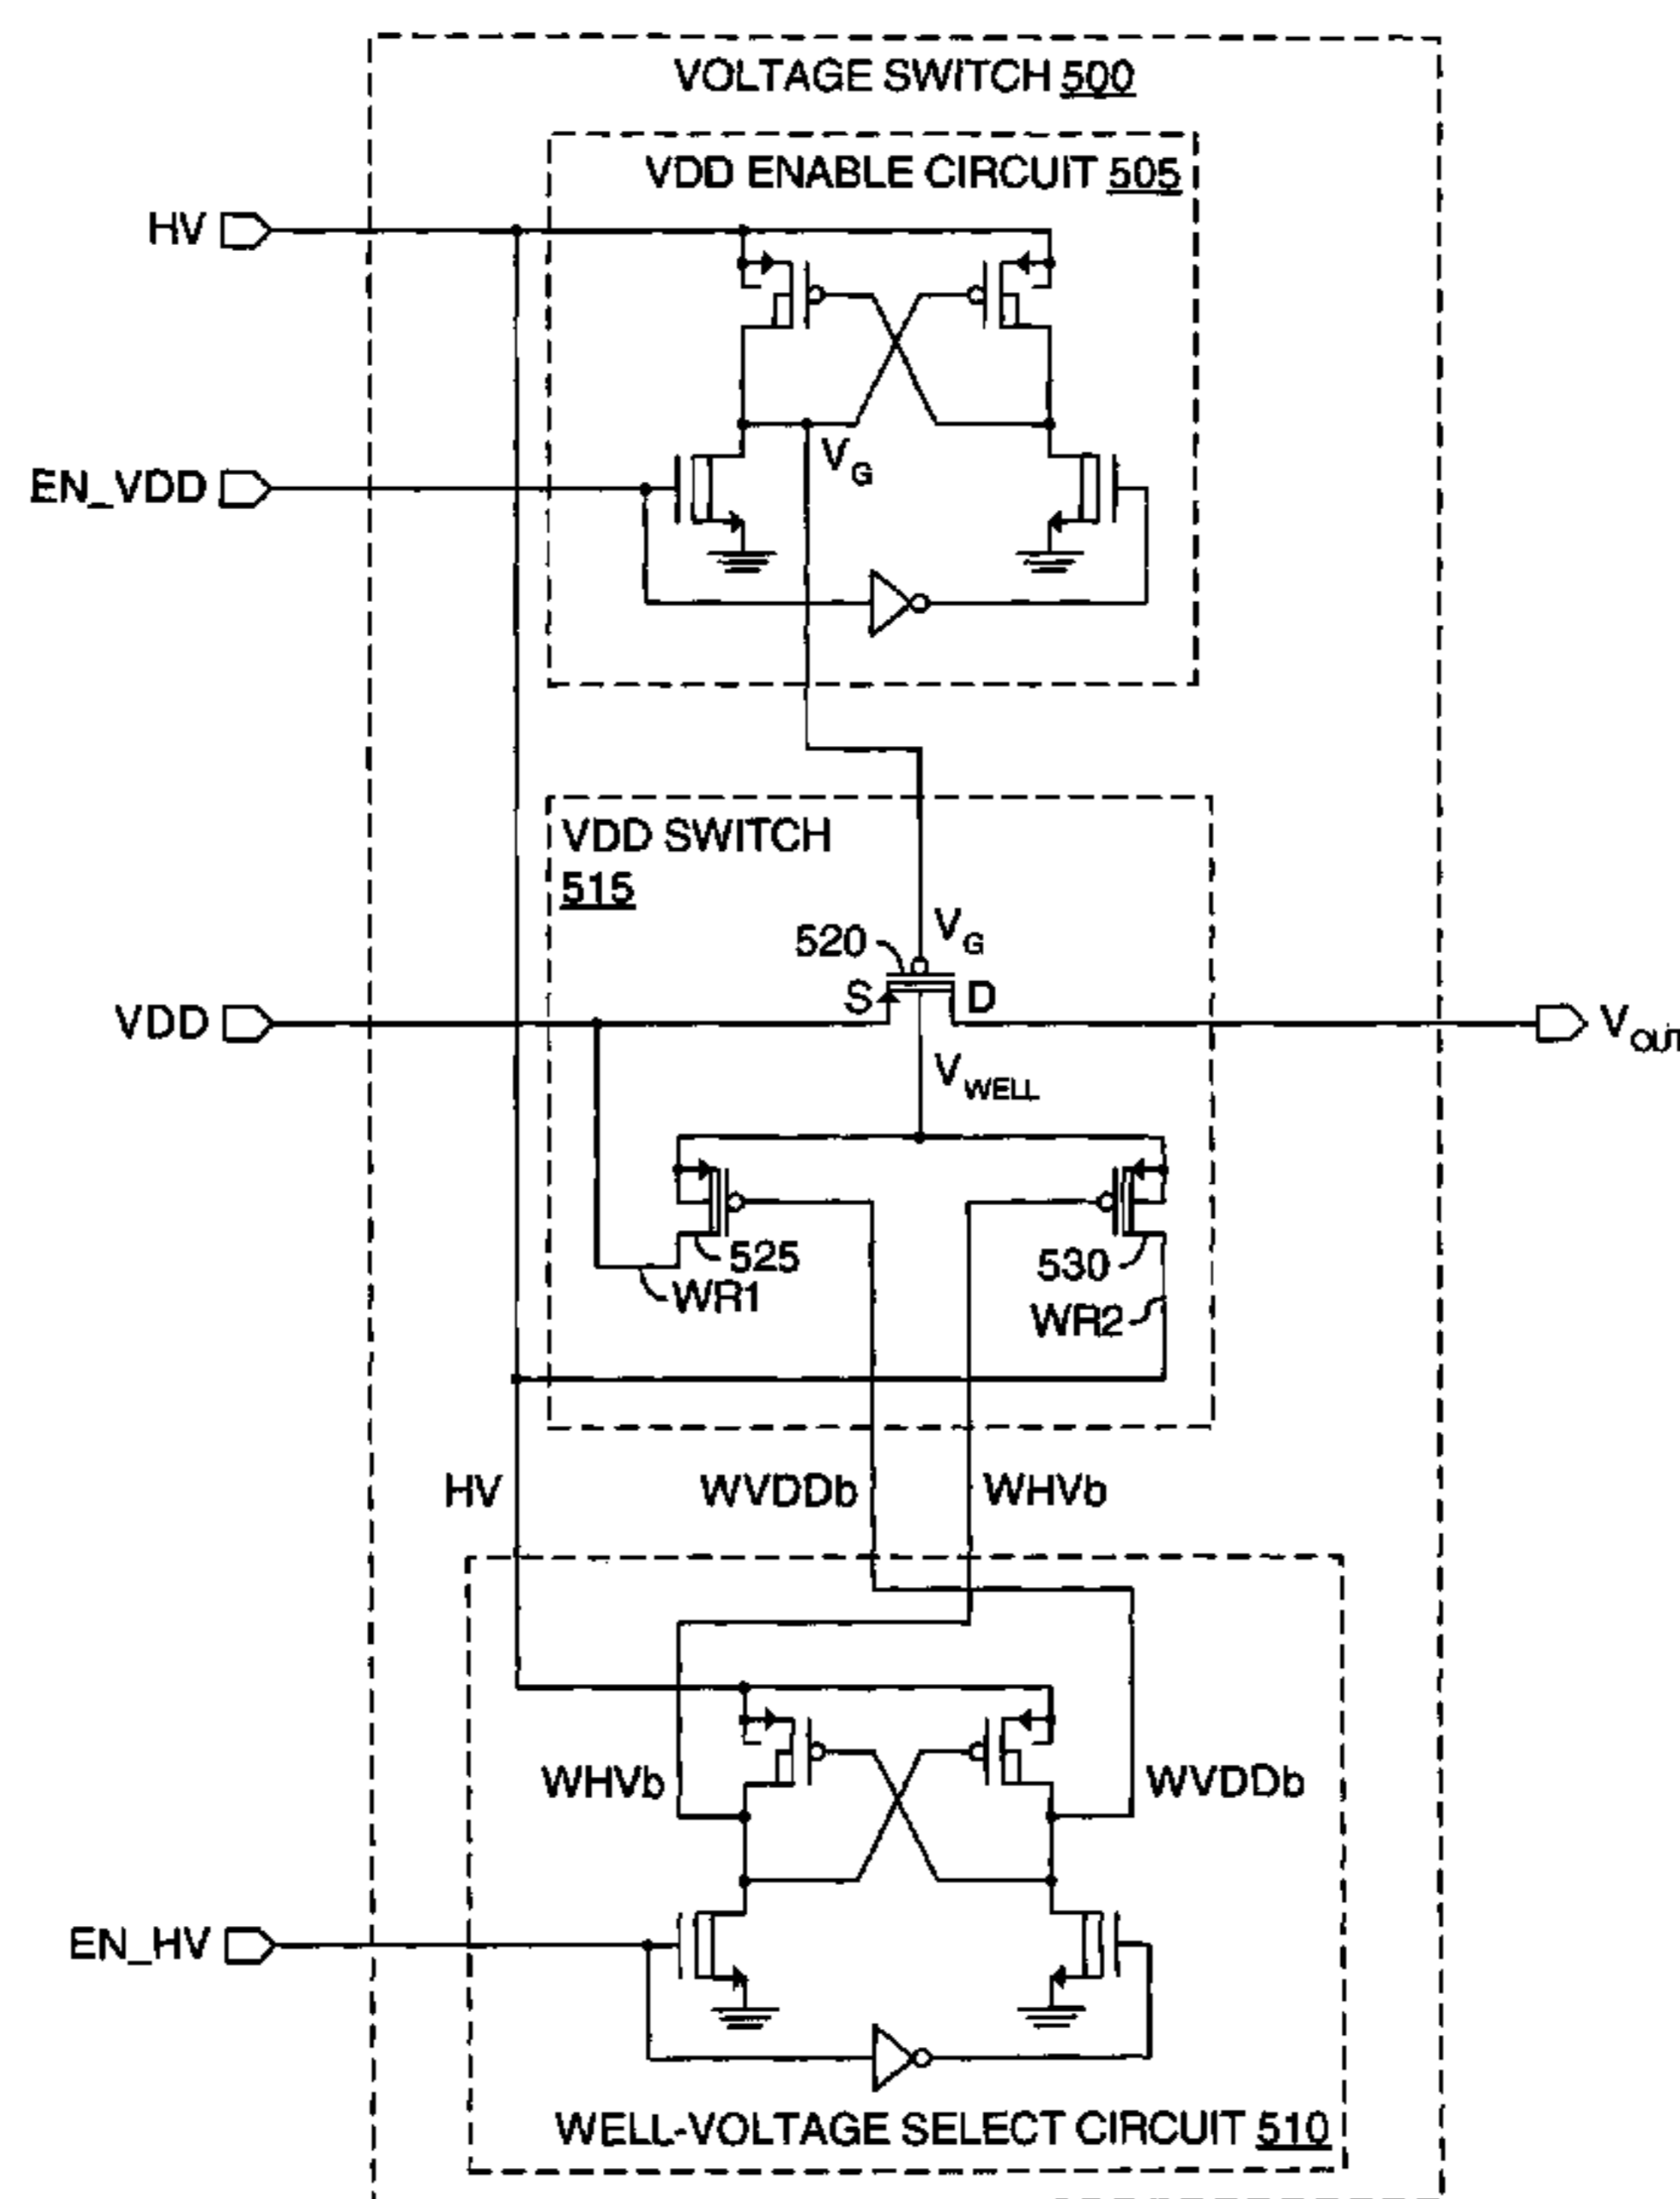 VOLTAGE SWITCH 500
VDD ENABLE CIRCUIT 505
HV
EN_VDD
VG
VDD SWITCH
515
520
VG
S
D
VDD
VOUT
VWELL
525
530
WR1
WR2
HV
WVDDb
WHVb
WHVb
WVDDb
EN_HV
WELL-VOLTAGE SELECT CIRCUIT 510